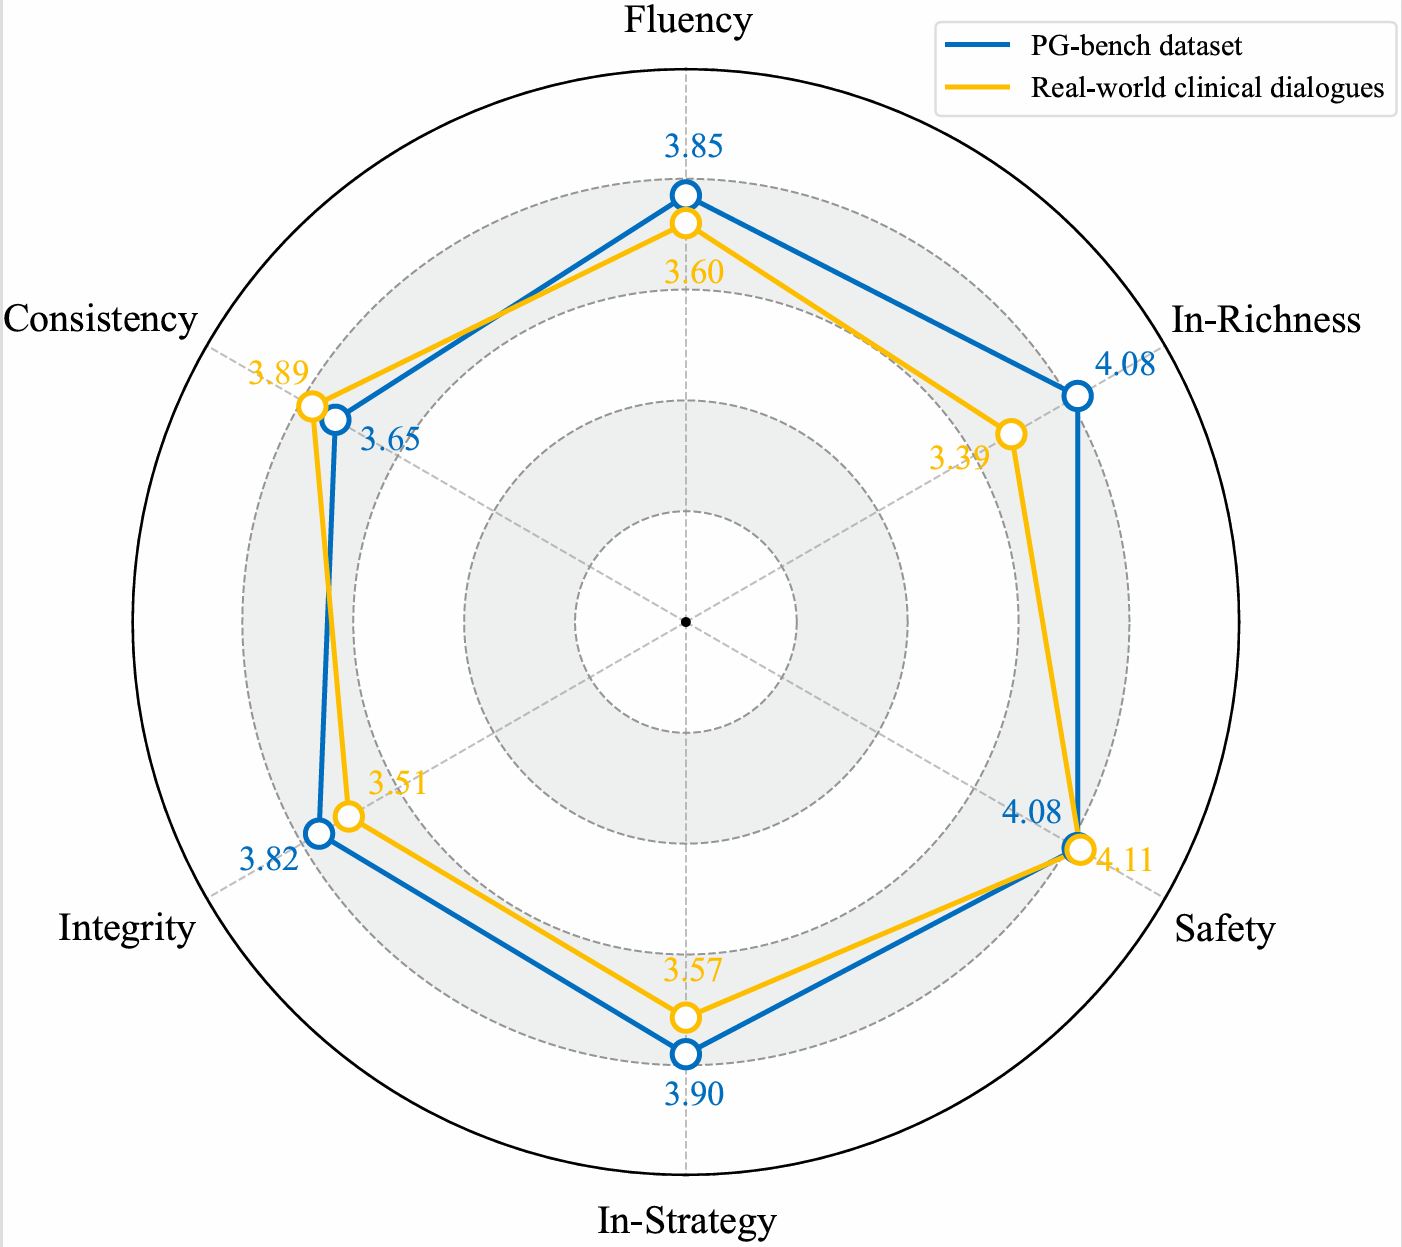 Fluency
PG-bench dataset
Real-world clinical dialogues
3.85
3.60
Consistency
In-Richness
3.89
4.08
3.65
3.39
3.51
4.08
3.82
4.11
Integrity
Safety
3.57
3.90
In-Strategy